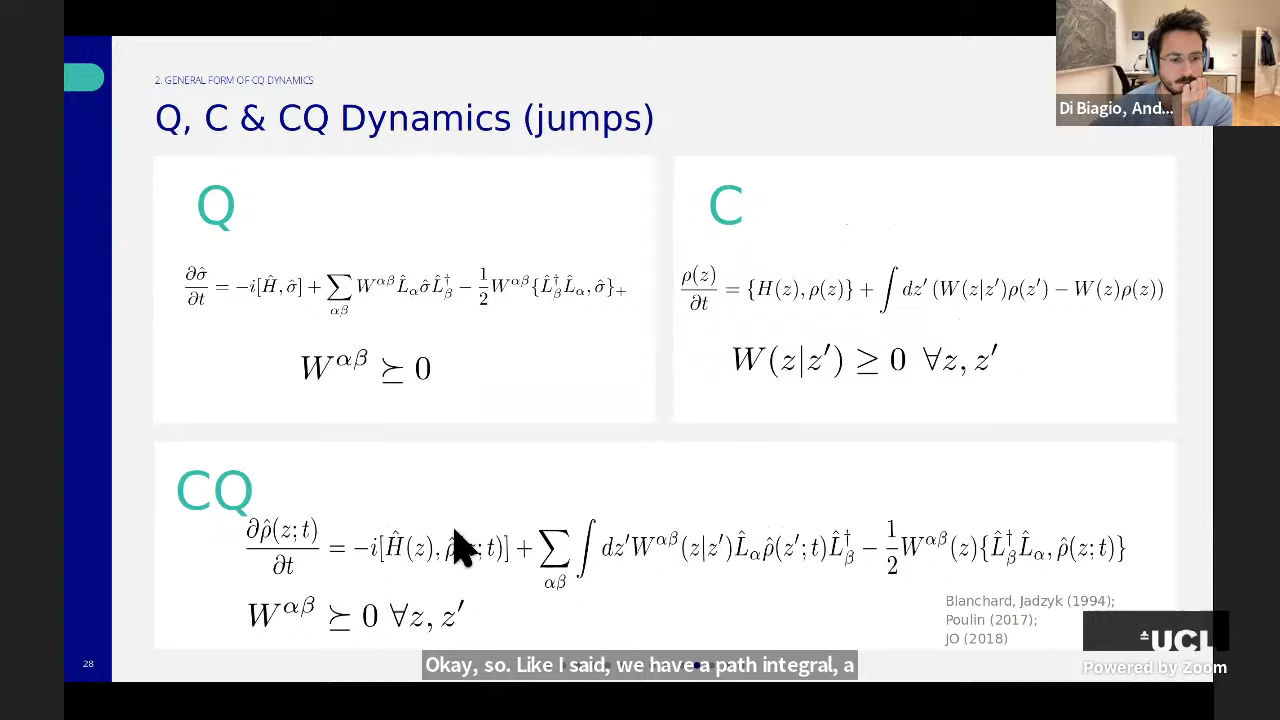 2. GENERAL FORM OF CQ DYNAMICS
Q, C & CQ Dynamics (jumps)
Di Biagio, And...
Q
∂σ̂/∂t = −i[Ĥ, σ̂] + ∑_{αβ} W^{αβ} L̂_α σ̂ L̂_β^† − 1/2 W^{αβ} {L̂_β^† L̂_α, σ̂}_+
W^{αβ} ⪰ 0
C
ρ(z)/∂t = {H(z), ρ(z)} + ∫ dz′ (W(z|z′)ρ(z′) − W(z)ρ(z))
W(z|z′) ≥ 0 ∀z, z′
CQ
∂ρ̂(z;t)/∂t = −i[Ĥ(z), ρ̂(z;t)] + ∑_{αβ} ∫ dz′ W^{αβ}(z|z′) L̂_α ρ̂(z′;t) L̂_β^† − 1/2 W^{αβ}(z) {L̂_β^† L̂_α, ρ̂(z;t)}
W^{αβ} ⪰ 0 ∀z, z′
Blanchard, Jadzyk (1994);
Poulin (2017);
JO (2018)
UCL
Powered by Zoom
28
Okay, so. Like I said, we have a path integral, a